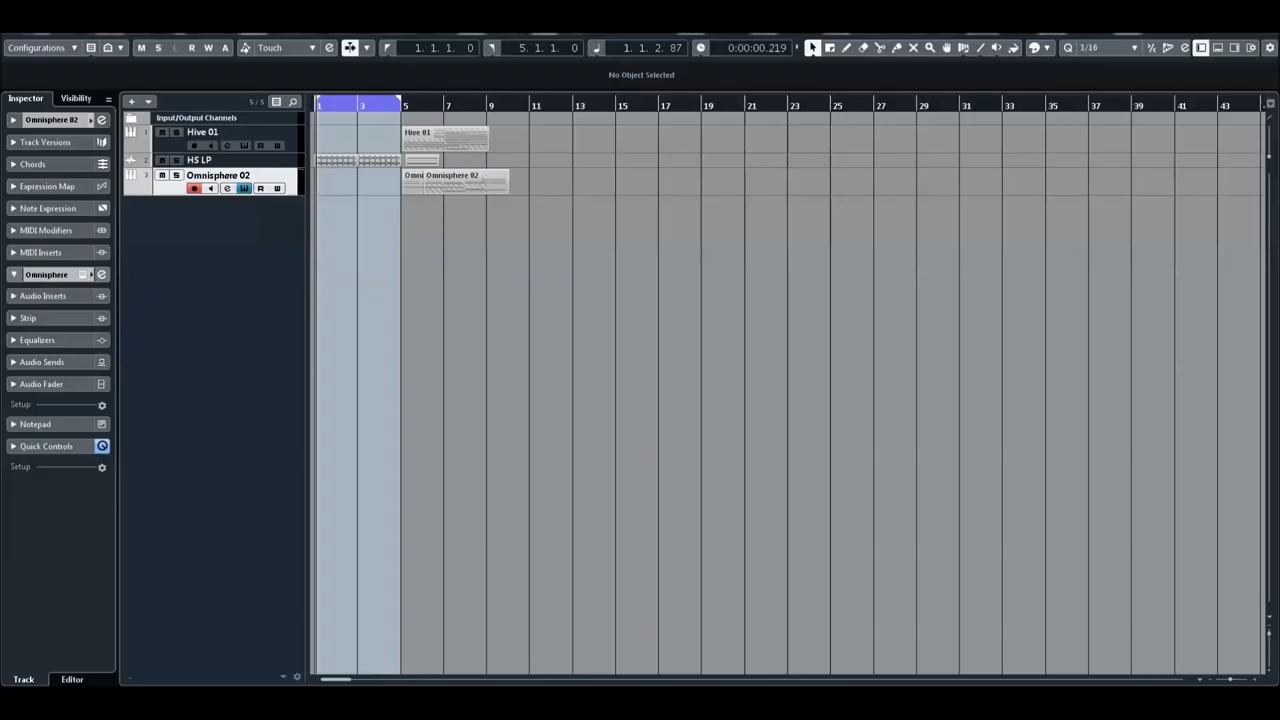 Configurations M S L R W A Touch 1. 1. 1. 0 5. 1. 1. 0 1. 1. 2. 87 0:00:00.219 1/16
No Object Selected
Inspector Visibility 5 / 5 1 3 5 7 9 11 13 15 17 19 21 23 25 27 29 31 33 35 37 39 41 43
Omnisphere 02
Track Versions
Chords
Expression Map
Note Expression
MIDI Modifiers
MIDI Inserts
Omnisphere
Audio Inserts
Strip
Equalizers
Audio Sends
Audio Fader
Setup
Notepad
Quick Controls
Setup
Track Editor
Input/Output Channels
1 M S Hive 01
R
2 M S HS LP
3 M S Omnisphere 02
R
Hive 01
Omni Omnisphere 02